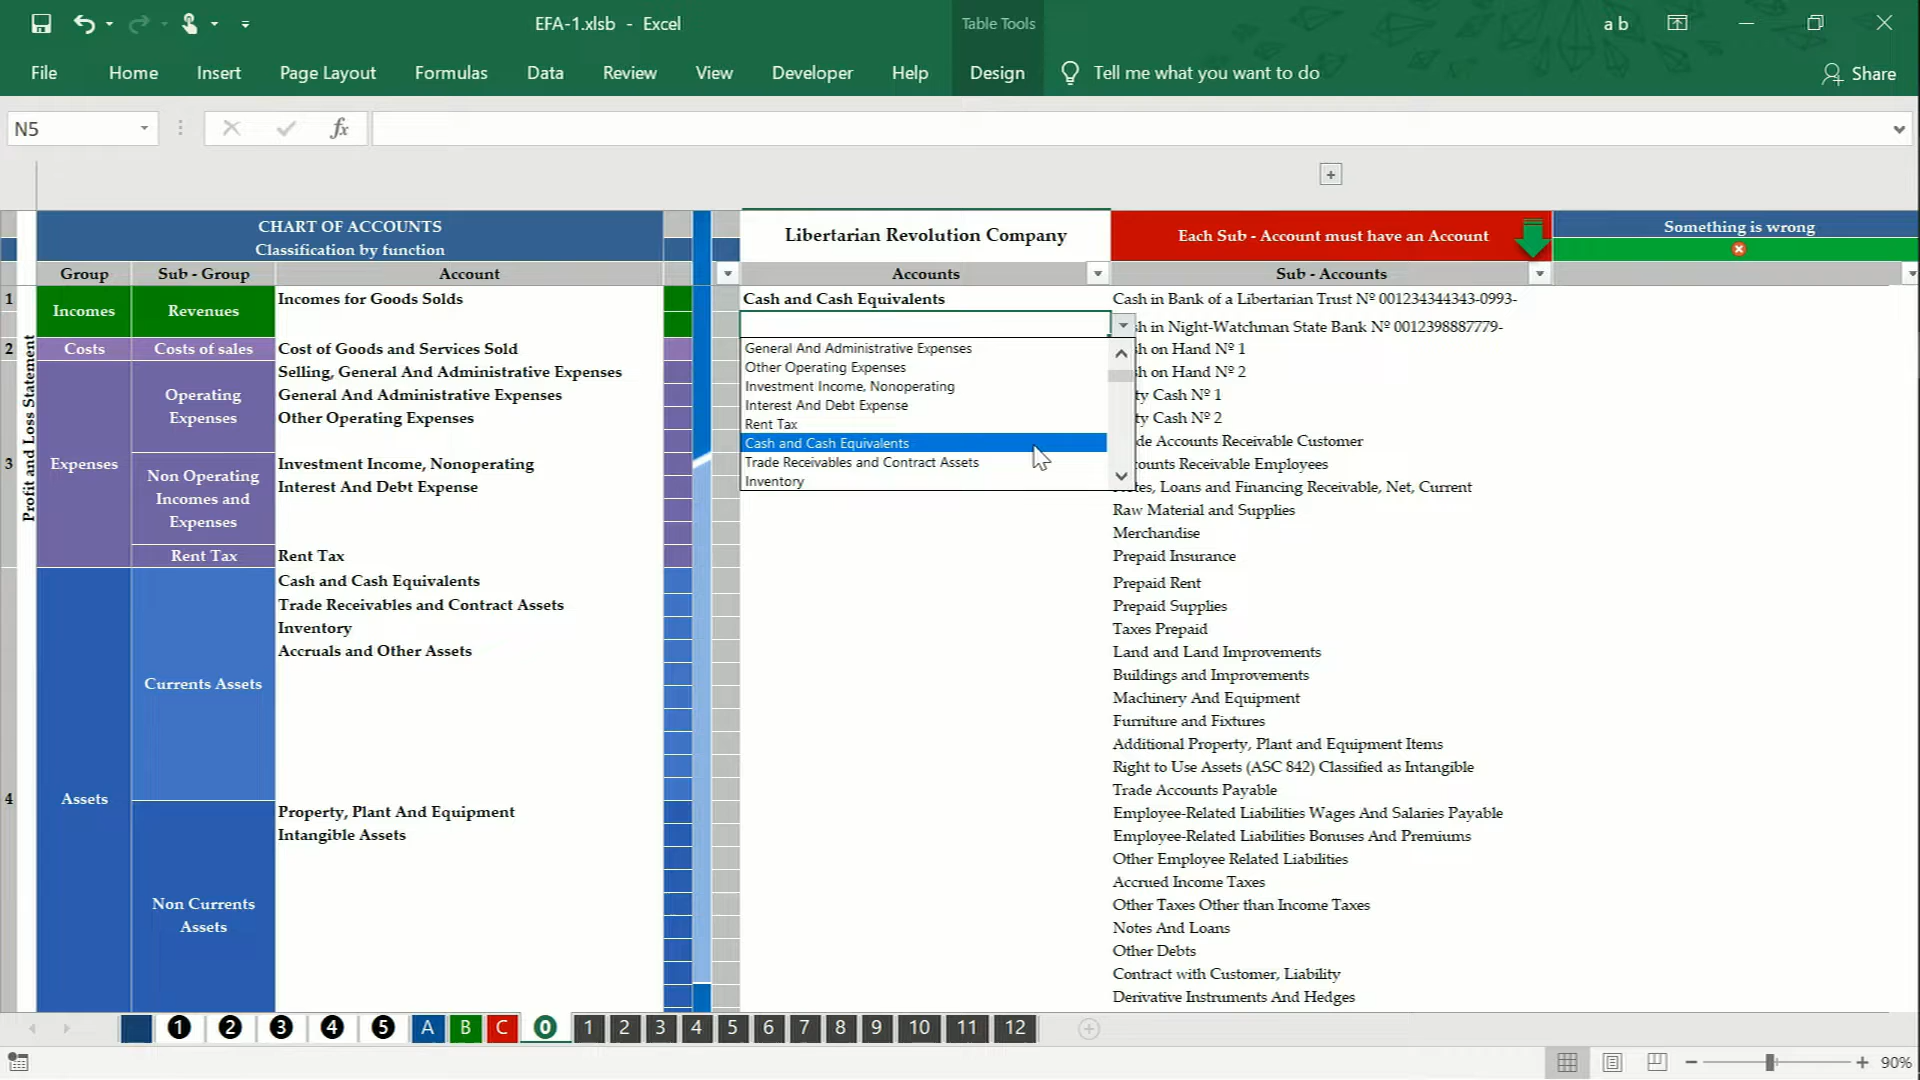 EFA-1.xlsb - Excel
Table Tools
a b
File
Home
Insert
Page Layout
Formulas
Data
Review
View
Developer
Help
Design
Tell me what you want to do
Share
N5
fx
CHART OF ACCOUNTS
Classification by function
Group
Sub - Group
Account
Libertarian Revolution Company
Accounts
Each Sub - Account must have an Account
Sub - Accounts
Something is wrong
Profit and Loss Statement
1
Incomes
Revenues
Incomes for Goods Solds
2
Costs
Costs of sales
Cost of Goods and Services Sold
3
Expenses
Operating
Expenses
Selling, General And Administrative Expenses
General And Administrative Expenses
Other Operating Expenses
Non Operating
Incomes and
Expenses
Investment Income, Nonoperating
Interest And Debt Expense
Rent Tax
Rent Tax
4
Assets
Currents Assets
Cash and Cash Equivalents
Trade Receivables and Contract Assets
Inventory
Accruals and Other Assets
Non Currents
Assets
Property, Plant And Equipment
Intangible Assets
Cash and Cash Equivalents
General And Administrative Expenses
Other Operating Expenses
Investment Income, Nonoperating
Interest And Debt Expense
Rent Tax
Cash and Cash Equivalents
Trade Receivables and Contract Assets
Inventory
Cash in Bank of a Libertarian Trust Nº 001234344343-0993-
h in Night-Watchman State Bank Nº 0012398887779-
h on Hand Nº 1
h on Hand Nº 2
ty Cash Nº 1
ty Cash Nº 2
de Accounts Receivable Customer
ounts Receivable Employees
tes, Loans and Financing Receivable, Net, Current
Raw Material and Supplies
Merchandise
Prepaid Insurance
Prepaid Rent
Prepaid Supplies
Taxes Prepaid
Land and Land Improvements
Buildings and Improvements
Machinery And Equipment
Furniture and Fixtures
Additional Property, Plant and Equipment Items
Right to Use Assets (ASC 842) Classified as Intangible
Trade Accounts Payable
Employee-Related Liabilities Wages And Salaries Payable
Employee-Related Liabilities Bonuses And Premiums
Other Employee Related Liabilities
Accrued Income Taxes
Other Taxes Other than Income Taxes
Notes And Loans
Other Debts
Contract with Customer, Liability
Derivative Instruments And Hedges
1 2 3 4 5 A B C 0 1 2 3 4 5 6 7 8 9 10 11 12
90%